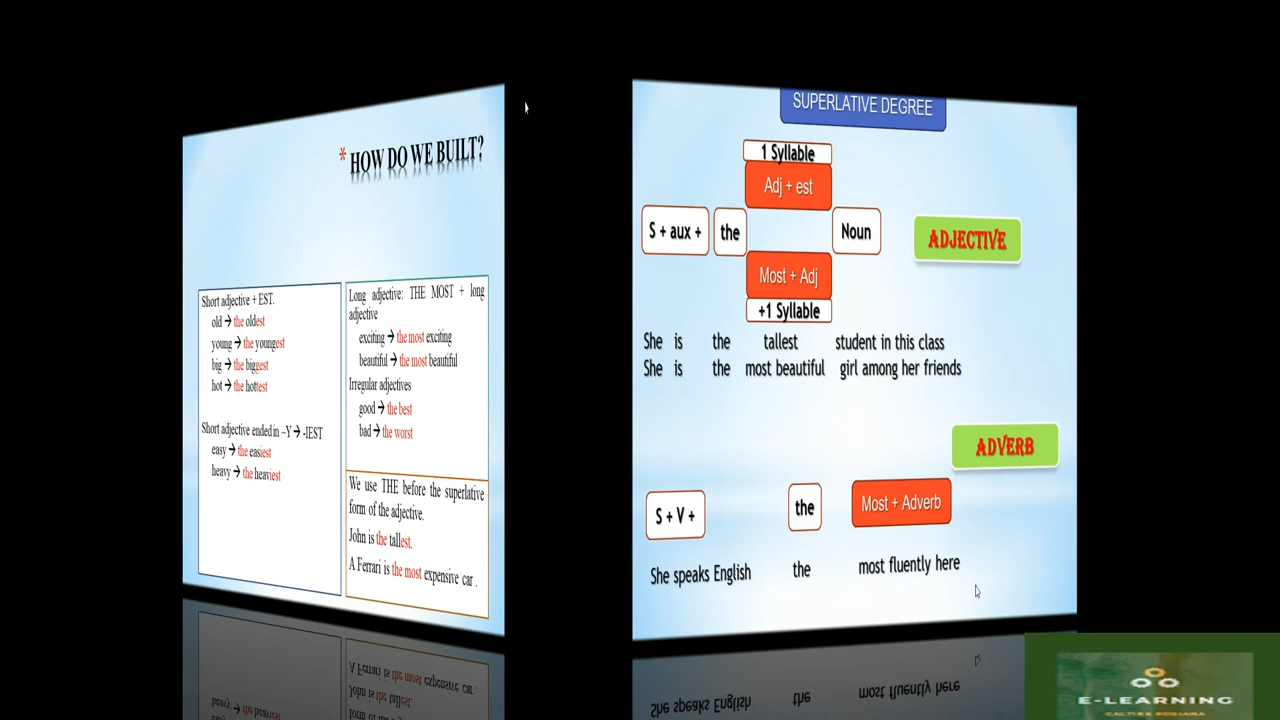 * HOW DO WE BUILT?
Short adjective + EST.
old → the oldest
young → the youngest
big → the biggest
hot → the hottest
Short adjective ended in –Y → -IEST
easy → the easiest
heavy → the heaviest
Long adjective: THE MOST + long
adjective
exciting → the most exciting
beautiful → the most beautiful
Irregular adjectives
good → the best
bad → the worst
We use THE before the superlative
form of the adjective.
John is the tallest.
A Ferrari is the most expensive car .
SUPERLATIVE DEGREE
1 Syllable
Adj + est
S + aux + the Noun
ADJECTIVE
Most + Adj
+1 Syllable
She is the tallest student in this class
She is the most beautiful girl among her friends
ADVERB
S + V + the Most + Adverb
She speaks English the most fluently here
E-LEARNING